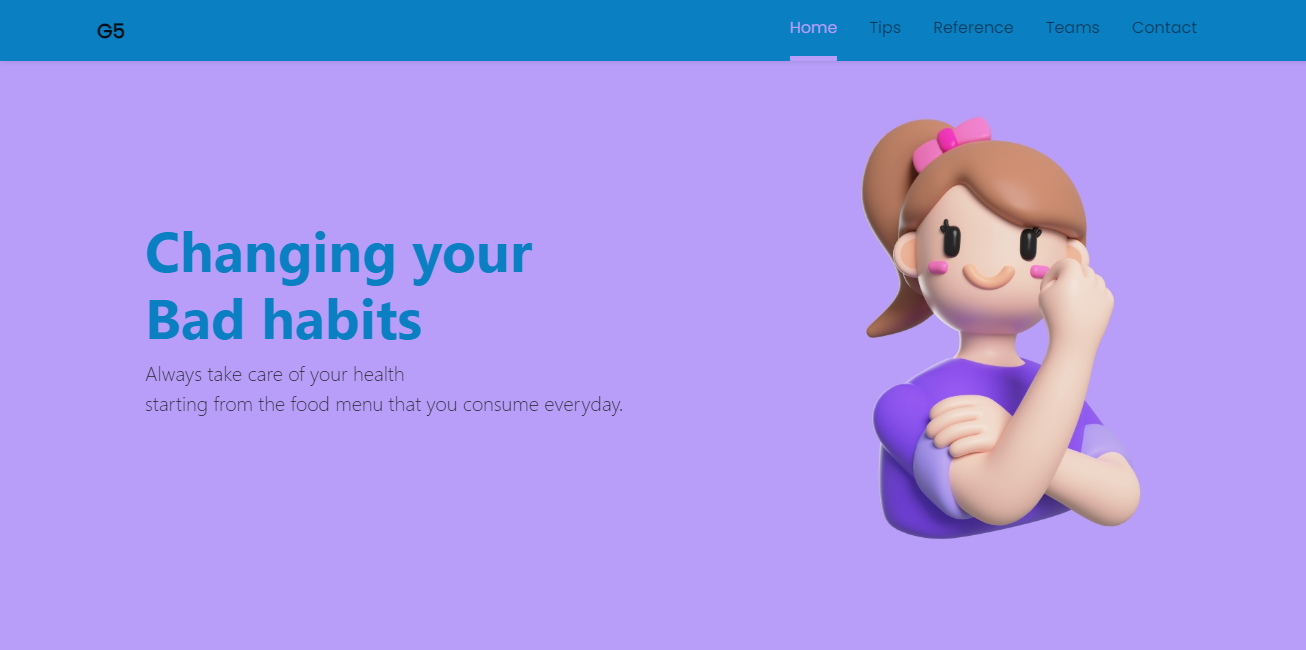 G5
Home Tips Reference Teams Contact
Changing your
Bad habits
Always take care of your health
starting from the food menu that you consume everyday.